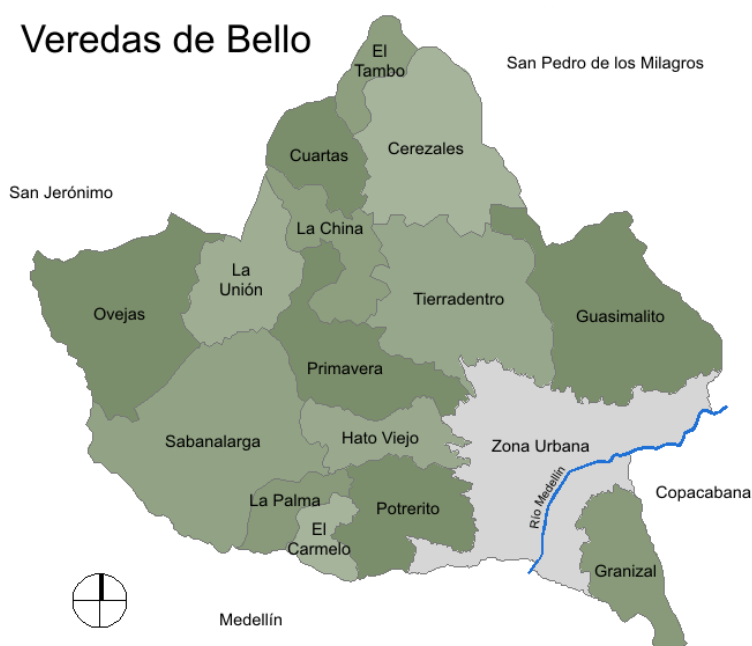 Veredas de Bello
El
Tambo
San Pedro de los Milagros
Cerezales
Cuartas
San Jerónimo
La China
La
Unión
Tierradentro
Ovejas
Guasimalito
Primavera
Sabanalarga
Hato Viejo
Zona Urbana
Río Medellín
Copacabana
La Palma
Potrerito
El
Carmelo
Granizal
Medellín